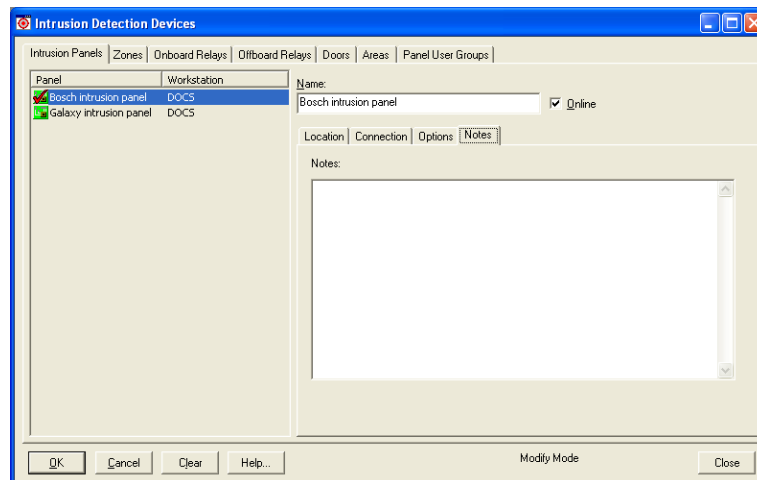 Intrusion Detection Devices
Intrusion Panels Zones Onboard Relays Offboard Relays Doors Areas Panel User Groups
Panel Workstation
Bosch intrusion panel DOCS
Galaxy intrusion panel DOCS
Name:
Bosch intrusion panel Online
Location Connection Options Notes
Notes:
OK Cancel Clear Help... Modify Mode Close